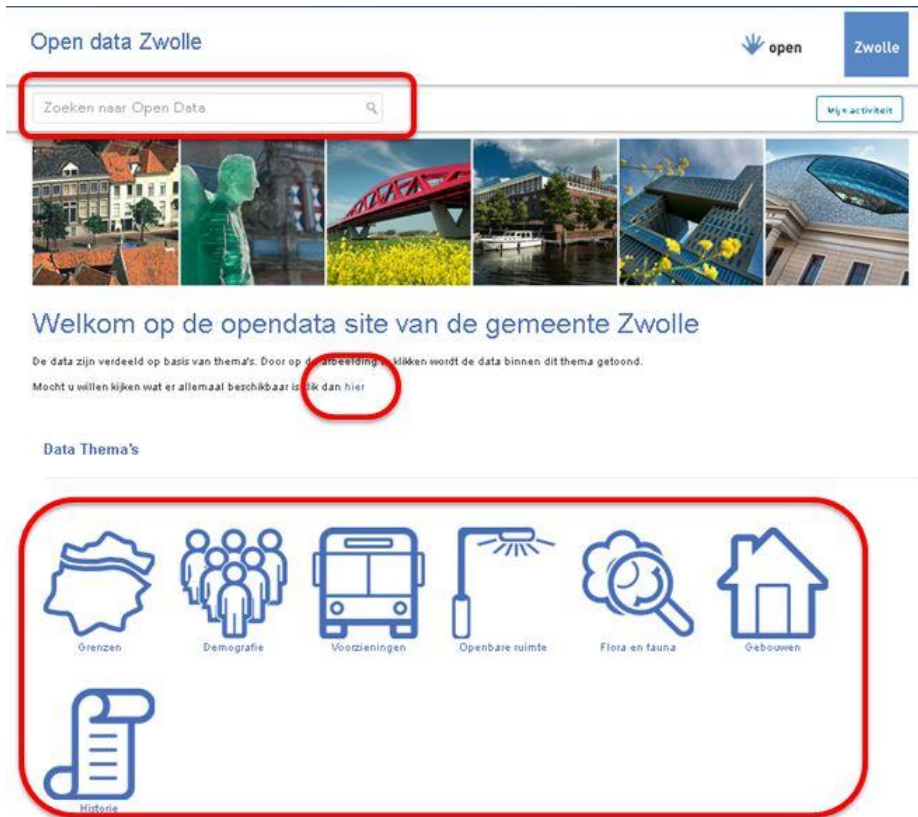 Open data Zwolle
open
Zwolle
Zoeken naar Open Data
Mijn activiteit
Welkom op de opendata site van de gemeente Zwolle
De data zijn verdeeld op basis van thema's. Door op de afbeelding te klikken wordt de data binnen dit thema getoond.
Mocht u willen kijken wat er allemaal beschikbaar is klik dan hier
Data Thema's
Grenzen
Demografie
Voorzieningen
Openbare ruimte
Flora en fauna
Gebouwen
Historie